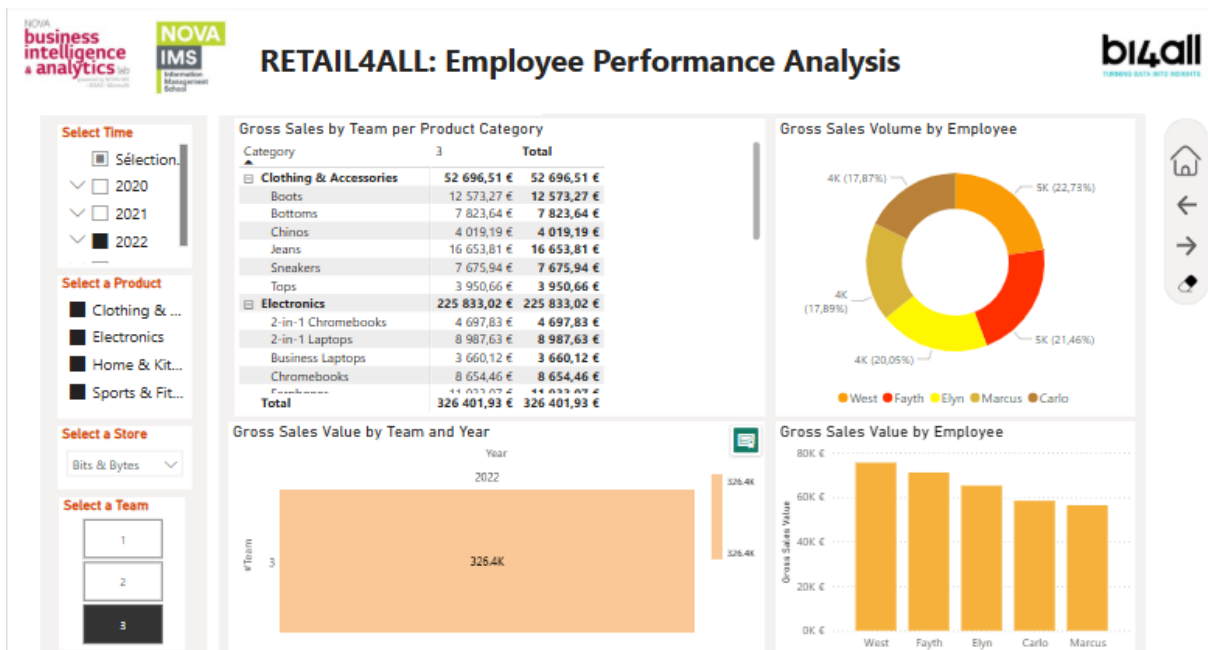 NOVA
business
intelligence
& analytics lab
NOVA
IMS
Information
Management
School
RETAIL4ALL: Employee Performance Analysis
bi4all
TURNING DATA INTO INSIGHTS
Select Time
Sélection.
2020
2021
2022
Select a Product
Clothing & ...
Electronics
Home & Kit...
Sports & Fit...
Select a Store
Bits & Bytes
Select a Team
1
2
3
Gross Sales by Team per Product Category
Category 3 Total
Clothing & Accessories 52 696,51 € 52 696,51 €
Boots 12 573,27 € 12 573,27 €
Bottoms 7 823,64 € 7 823,64 €
Chinos 4 019,19 € 4 019,19 €
Jeans 16 653,81 € 16 653,81 €
Sneakers 7 675,94 € 7 675,94 €
Tops 3 950,66 € 3 950,66 €
Electronics 225 833,02 € 225 833,02 €
2-in-1 Chromebooks 4 697,83 € 4 697,83 €
2-in-1 Laptops 8 987,63 € 8 987,63 €
Business Laptops 3 660,12 € 3 660,12 €
Chromebooks 8 654,46 € 8 654,46 €
Total 326 401,93 € 326 401,93 €
Gross Sales Volume by Employee
4K (17,87%)
5K (22,73%)
4K
(17,89%)
5K (21,46%)
4K (20,05%)
West Fayth Elyn Marcus Carlo
Gross Sales Value by Team and Year
Year
2022
#Team
3
326.4K
326.4K
326.4K
Gross Sales Value by Employee
Gross Sales Value
80K €
60K €
40K €
20K €
0K €
West Fayth Elyn Carlo Marcus